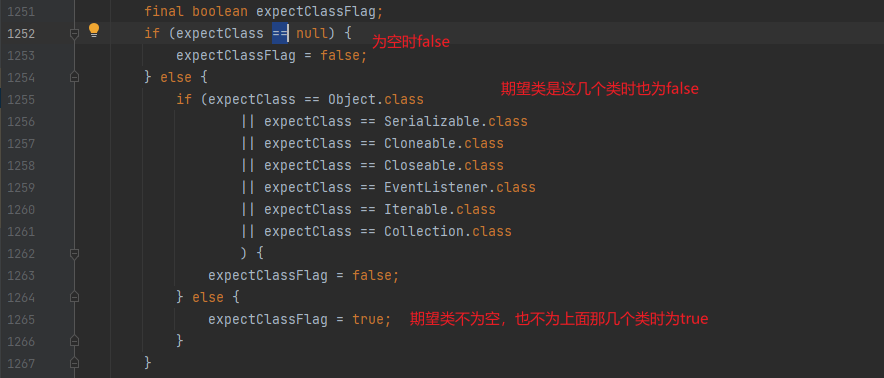 1251 final boolean expectClassFlag;
1252 if (expectClass == null) { 为空时false
1253 expectClassFlag = false;
1254 } else {
1255 if (expectClass == Object.class 期望类是这几个类时也为false
1256 || expectClass == Serializable.class
1257 || expectClass == Cloneable.class
1258 || expectClass == Closeable.class
1259 || expectClass == EventListener.class
1260 || expectClass == Iterable.class
1261 || expectClass == Collection.class
1262 ) {
1263 expectClassFlag = false;
1264 } else {
1265 expectClassFlag = true; 期望类不为空，也不为上面那几个类时为true
1266 }
1267 }